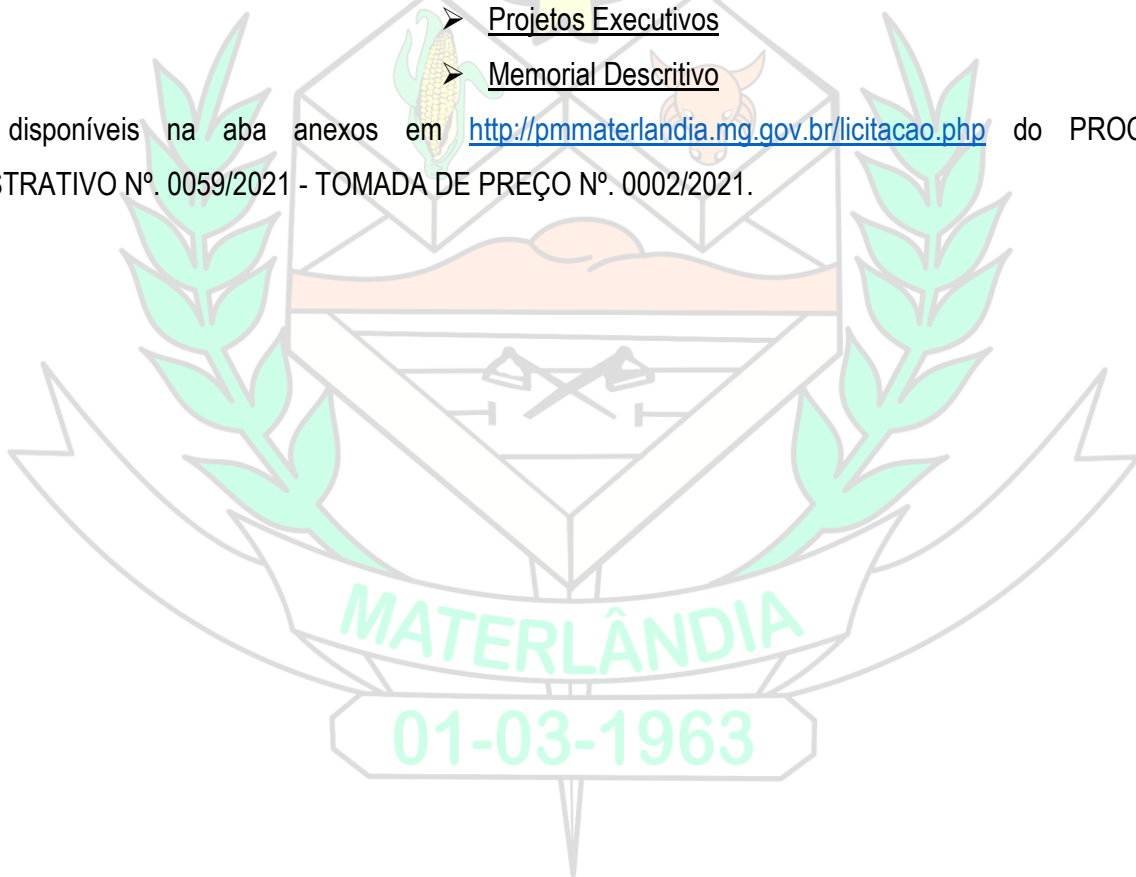 ➢ Projetos Executivos
➢ Memorial Descritivo
disponíveis na aba anexos em http://pmmaterlandia.mg.gov.br/licitacao.php do PROC
STRATIVO Nº. 0059/2021 - TOMADA DE PREÇO Nº. 0002/2021.
MATERLÂNDIA
01-03-1963